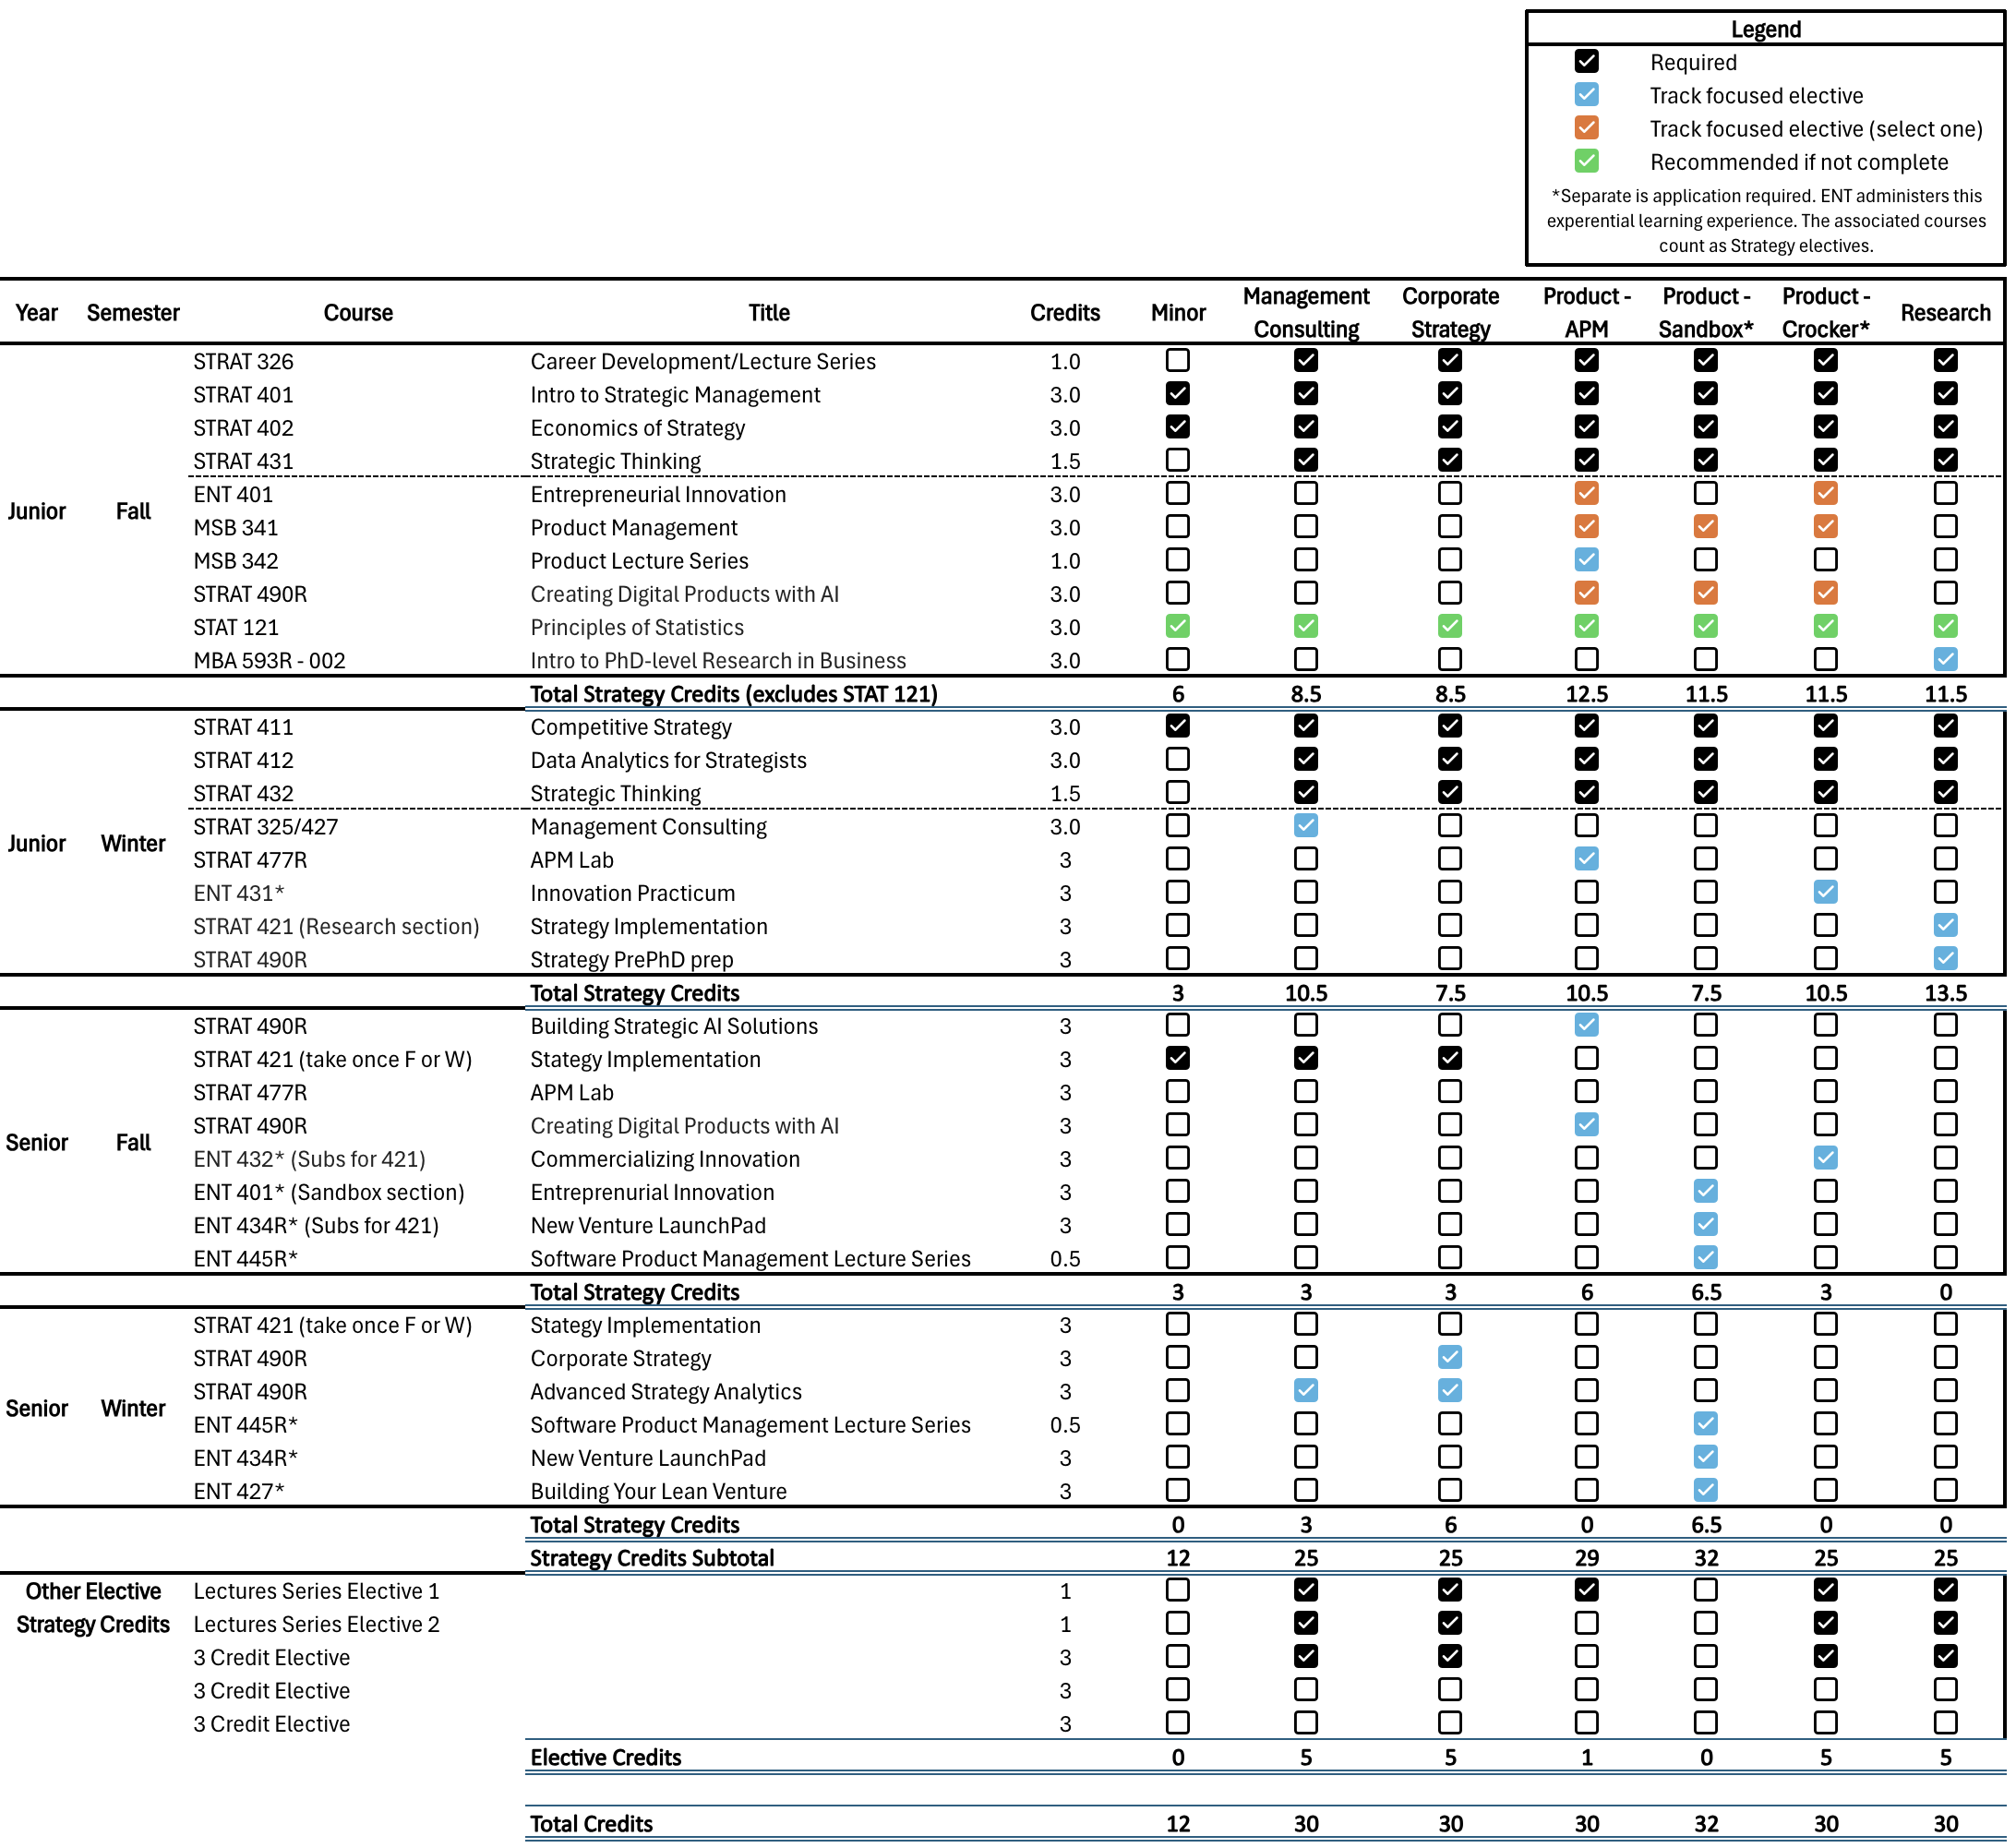 Legend
Required
Track focused elective
Track focused elective (select one)
Recommended if not complete
*Separate is application required. ENT administers this
experential learning experience. The associated courses
count as Strategy electives.
Year Semester Course Title Credits Minor Management Consulting Corporate Strategy Product - APM Product - Sandbox* Product - Crocker* Research
STRAT 326 Career Development/Lecture Series 1.0
STRAT 401 Intro to Strategic Management 3.0
STRAT 402 Economics of Strategy 3.0
STRAT 431 Strategic Thinking 1.5
ENT 401 Entrepreneurial Innovation 3.0
Junior Fall
MSB 341 Product Management 3.0
MSB 342 Product Lecture Series 1.0
STRAT 490R Creating Digital Products with AI 3.0
STAT 121 Principles of Statistics 3.0
MBA 593R - 002 Intro to PhD-level Research in Business 3.0
Total Strategy Credits (excludes STAT 121) 6 8.5 8.5 12.5 11.5 11.5 11.5
STRAT 411 Competitive Strategy 3.0
STRAT 412 Data Analytics for Strategists 3.0
STRAT 432 Strategic Thinking 1.5
STRAT 325/427 Management Consulting 3.0
Junior Winter
STRAT 477R APM Lab 3
ENT 431* Innovation Practicum 3
STRAT 421 (Research section) Strategy Implementation 3
STRAT 490R Strategy PrePhD prep 3
Total Strategy Credits 3 10.5 7.5 10.5 7.5 10.5 13.5
STRAT 490R Building Strategic AI Solutions 3
STRAT 421 (take once F or W) Stategy Implementation 3
STRAT 477R APM Lab 3
STRAT 490R Creating Digital Products with AI 3
Senior Fall
ENT 432* (Subs for 421) Commercializing Innovation 3
ENT 401* (Sandbox section) Entreprenurial Innovation 3
ENT 434R* (Subs for 421) New Venture LaunchPad 3
ENT 445R* Software Product Management Lecture Series 0.5
Total Strategy Credits 3 3 3 6 6.5 3 0
STRAT 421 (take once F or W) Stategy Implementation 3
STRAT 490R Corporate Strategy 3
STRAT 490R Advanced Strategy Analytics 3
Senior Winter
ENT 445R* Software Product Management Lecture Series 0.5
ENT 434R* New Venture LaunchPad 3
ENT 427* Building Your Lean Venture 3
Total Strategy Credits 0 3 6 0 6.5 0 0
Strategy Credits Subtotal 12 25 25 29 32 25 25
Other Elective Lectures Series Elective 1 1
Strategy Credits Lectures Series Elective 2 1
3 Credit Elective 3
3 Credit Elective 3
3 Credit Elective 3
Elective Credits 0 5 5 1 0 5 5
Total Credits 12 30 30 30 32 30 30